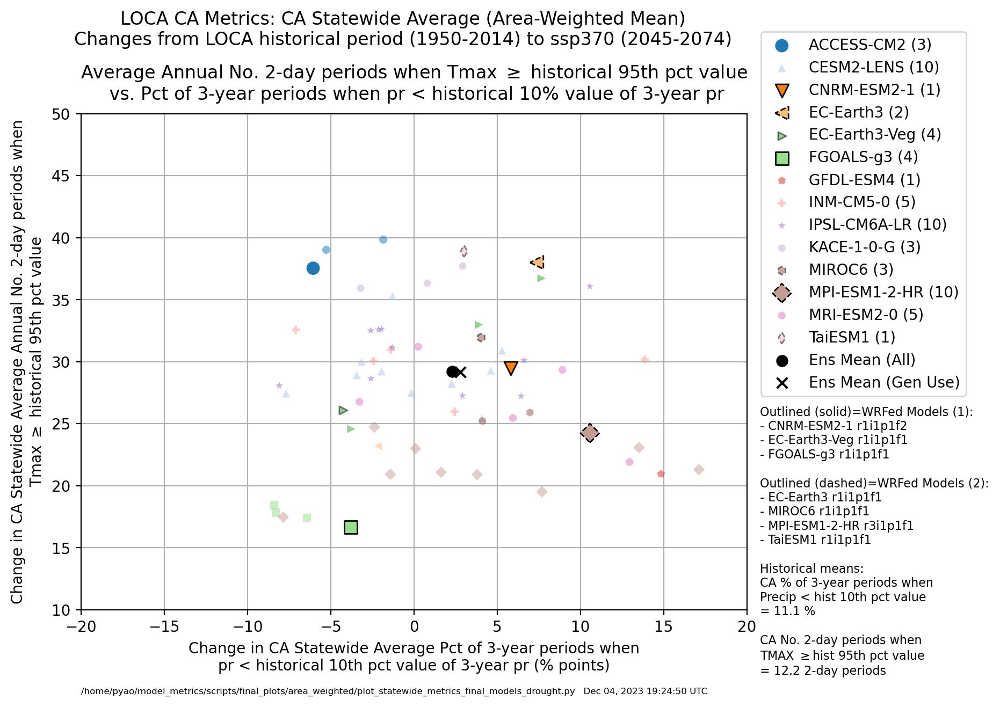 LOCA CA Metrics: CA Statewide Average (Area-Weighted Mean)
Changes from LOCA historical period (1950-2014) to ssp370 (2045-2074)
Average Annual No. 2-day periods when Tmax ≥ historical 95th pct value
vs. Pct of 3-year periods when pr < historical 10% value of 3-year pr
Change in CA Statewide Average Annual No. 2-day periods when
Tmax ≥ historical 95th pct value
50
45
40
35
30
25
20
15
10
−20
−15
−10
−5
0
5
10
15
20
Change in CA Statewide Average Pct of 3-year periods when
pr < historical 10th pct value of 3-year pr (% points)
ACCESS-CM2 (3)
CESM2-LENS (10)
CNRM-ESM2-1 (1)
EC-Earth3 (2)
EC-Earth3-Veg (4)
FGOALS-g3 (4)
GFDL-ESM4 (1)
INM-CM5-0 (5)
IPSL-CM6A-LR (10)
KACE-1-0-G (3)
MIROC6 (3)
MPI-ESM1-2-HR (10)
MRI-ESM2-0 (5)
TaiESM1 (1)
Ens Mean (All)
Ens Mean (Gen Use)
Outlined (solid)=WRFed Models (1):
- CNRM-ESM2-1 r1i1p1f2
- EC-Earth3-Veg r1i1p1f1
- FGOALS-g3 r1i1p1f1
Outlined (dashed)=WRFed Models (2):
- EC-Earth3 r1i1p1f1
- MIROC6 r1i1p1f1
- MPI-ESM1-2-HR r3i1p1f1
- TaiESM1 r1i1p1f1
Historical means:
CA % of 3-year periods when
Precip < hist 10th pct value
= 11.1 %
CA No. 2-day periods when
TMAX ≥ hist 95th pct value
= 12.2 2-day periods
/home/pyao/model_metrics/scripts/final_plots/area_weighted/plot_statewide_metrics_final_models_drought.py Dec 04, 2023 19:24:50 UTC